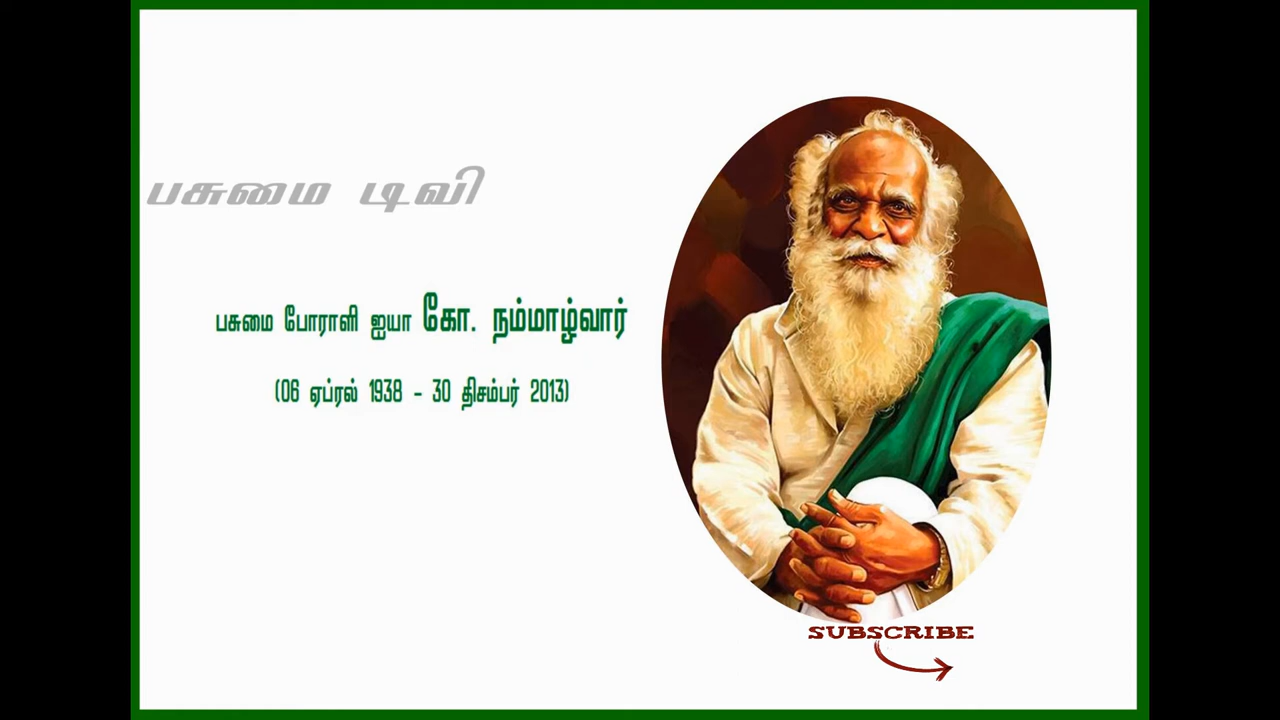 பசுமை டிவி
பசுமை போராளி ஐயா கோ. நம்மாழ்வார்
(06 ஏப்ரல் 1938 - 30 திசம்பர் 2013)
SUBSCRIBE